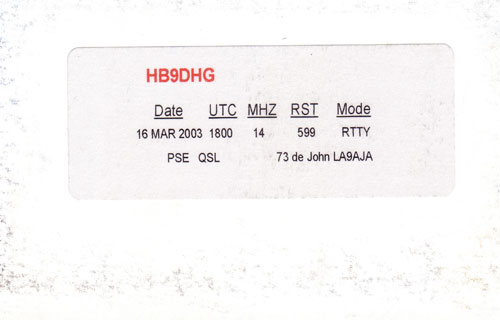 HB9DHG
Date UTC MHZ RST Mode
16 MAR 2003 1800 14 599 RTTY
PSE QSL 73 de John LA9AJA